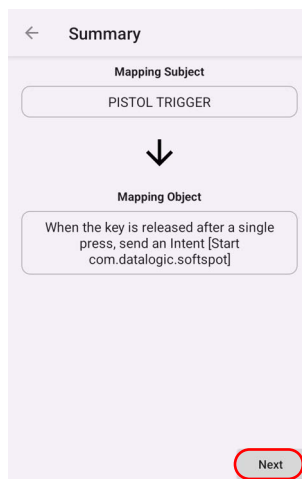 Summary
Mapping Subject
PISTOL TRIGGER
Mapping Object
When the key is released after a single
press, send an Intent [Start
com.datalogic.softspot]
Next